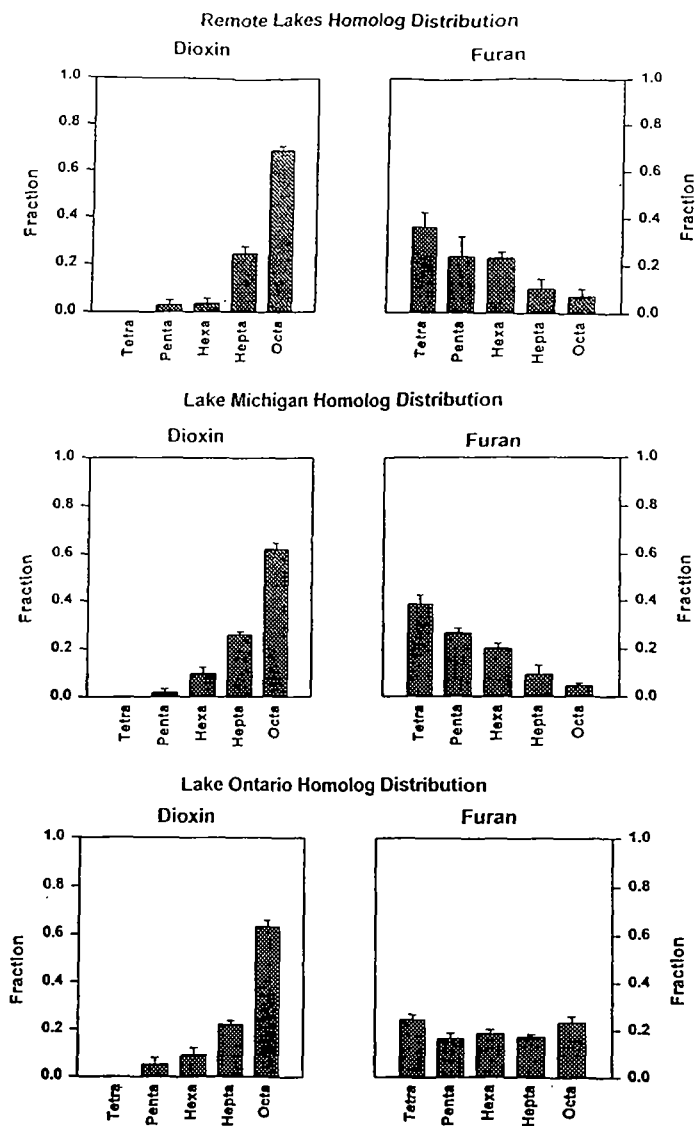 Remote Lakes Homolog Distribution
Dioxin
Furan
1.0
0.8
0.6
0.4
0.2
0.0
Fraction
Tetra
Penta
Hexa
Hepta
Octa
1.0
0.8
0.6
0.4
0.2
0.0
Fraction
Tetra
Penta
Hexa
Hepta
Octa
Lake Michigan Homolog Distribution
Dioxin
Furan
1.0
0.8
0.6
0.4
0.2
0.0
Fraction
Tetra
Penta
Hexa
Hepta
Octa
1.0
0.8
0.6
0.4
0.2
0.0
Fraction
Tetra
Penta
Hexa
Hepta
Octa
Lake Ontario Homolog Distribution
Dioxin
Furan
1.0
0.8
0.6
0.4
0.2
0.0
Fraction
Tetra
Penta
Hexa
Hepta
Octa
1.0
0.8
0.6
0.4
0.2
0.0
Fraction
Tetra
Penta
Hexa
Hepta
Octa